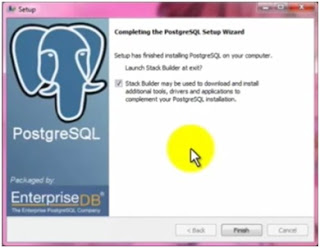 Setup
Completing the PostgreSQL Setup Wizard
Setup has finished installing PostgreSQL on your computer.
Launch Stack Builder at exit?
Stack Builder may be used to download and install
additional tools, drivers and applications to
complement your PostgreSQL installation.
PostgreSQL
Packaged by:
ENTERPRISEDB®
The Enterprise PostgreSQL Company
< Back
Finish
Cancel